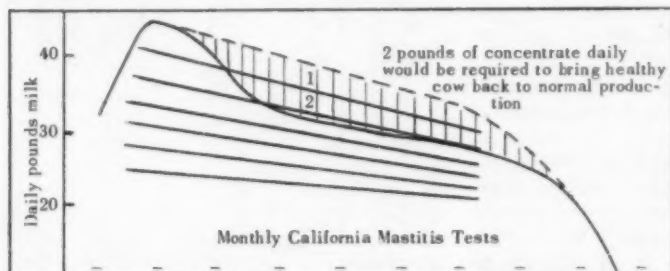 40
30
20
Daily pounds milk
1
2
2 pounds of concentrate daily
would be required to bring healthy
cow back to normal produc-
tion
Monthly California Mastitis Tests